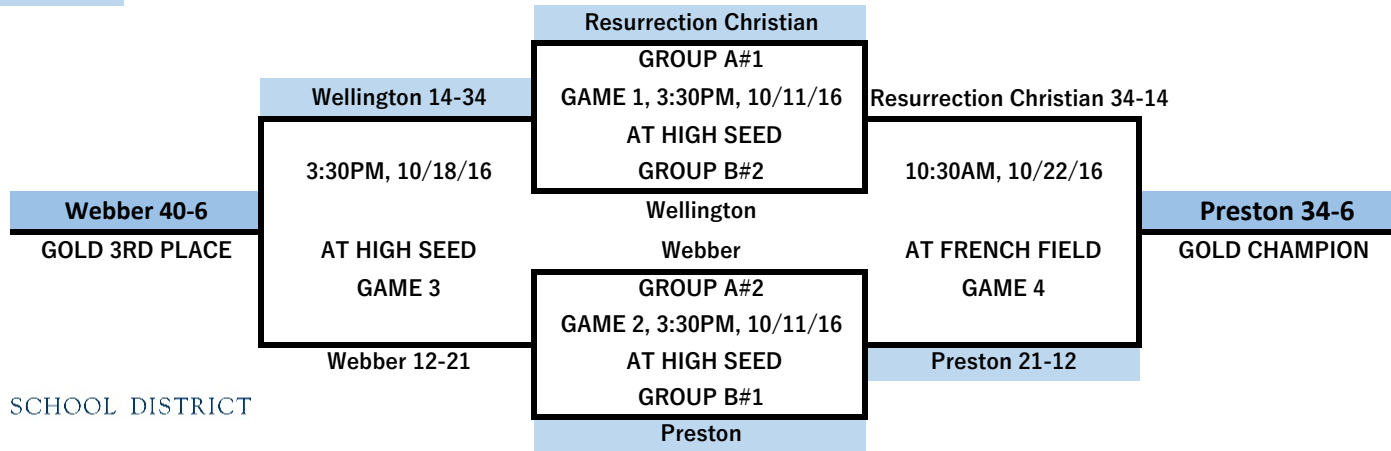 Resurrection Christian
GROUP A#1
Wellington 14-34
GAME 1, 3:30PM, 10/11/16
Resurrection Christian 34-14
AT HIGH SEED
3:30PM, 10/18/16
GROUP B#2
10:30AM, 10/22/16
Webber 40-6
Wellington
Preston 34-6
GOLD 3RD PLACE
AT HIGH SEED
Webber
AT FRENCH FIELD
GOLD CHAMPION
GAME 3
GROUP A#2
GAME 4
GAME 2, 3:30PM, 10/11/16
Webber 12-21
AT HIGH SEED
Preston 21-12
GROUP B#1
SCHOOL DISTRICT
Preston